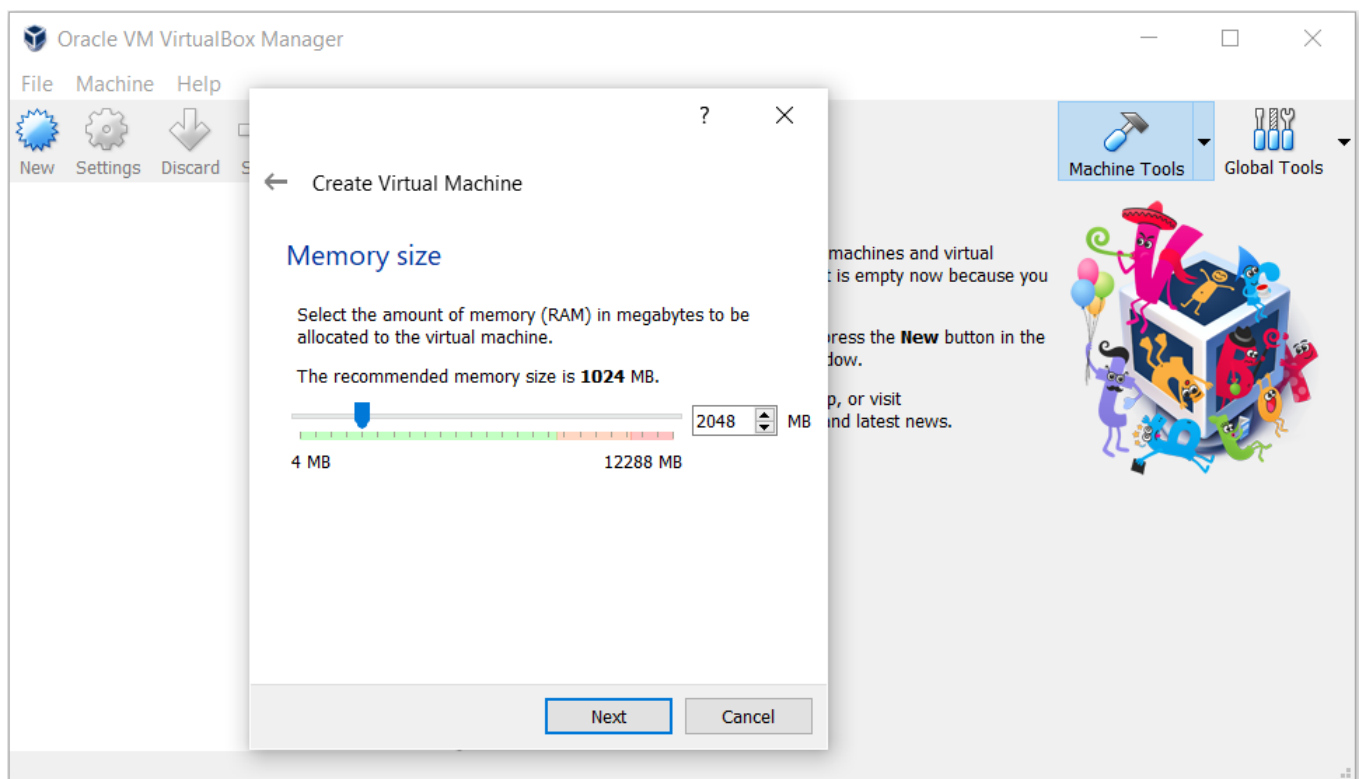 Oracle VM VirtualBox Manager
File Machine Help
New Settings Discard S
Machine Tools Global Tools
?
Create Virtual Machine
Memory size
Select the amount of memory (RAM) in megabytes to be
allocated to the virtual machine.
The recommended memory size is 1024 MB.
2048 MB
4 MB 12288 MB
Next Cancel
machines and virtual
t is empty now because you
press the New button in the
dow.
p, or visit
and latest news.